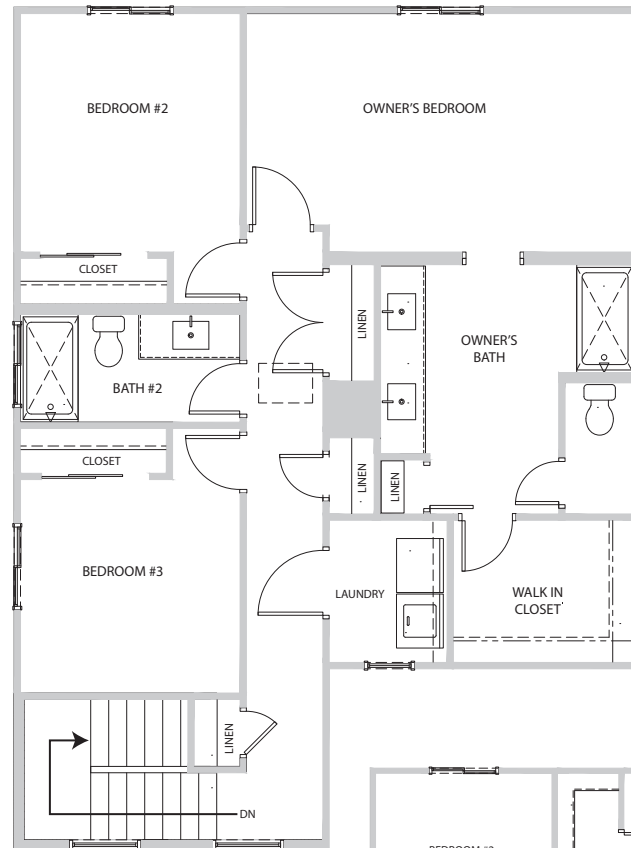 BEDROOM #2
OWNER'S BEDROOM
CLOSET
LINEN
OWNER'S
BATH
BATH #2
CLOSET
LINEN
LINEN
BEDROOM #3
LAUNDRY
WALK IN
CLOSET
LINEN
DN